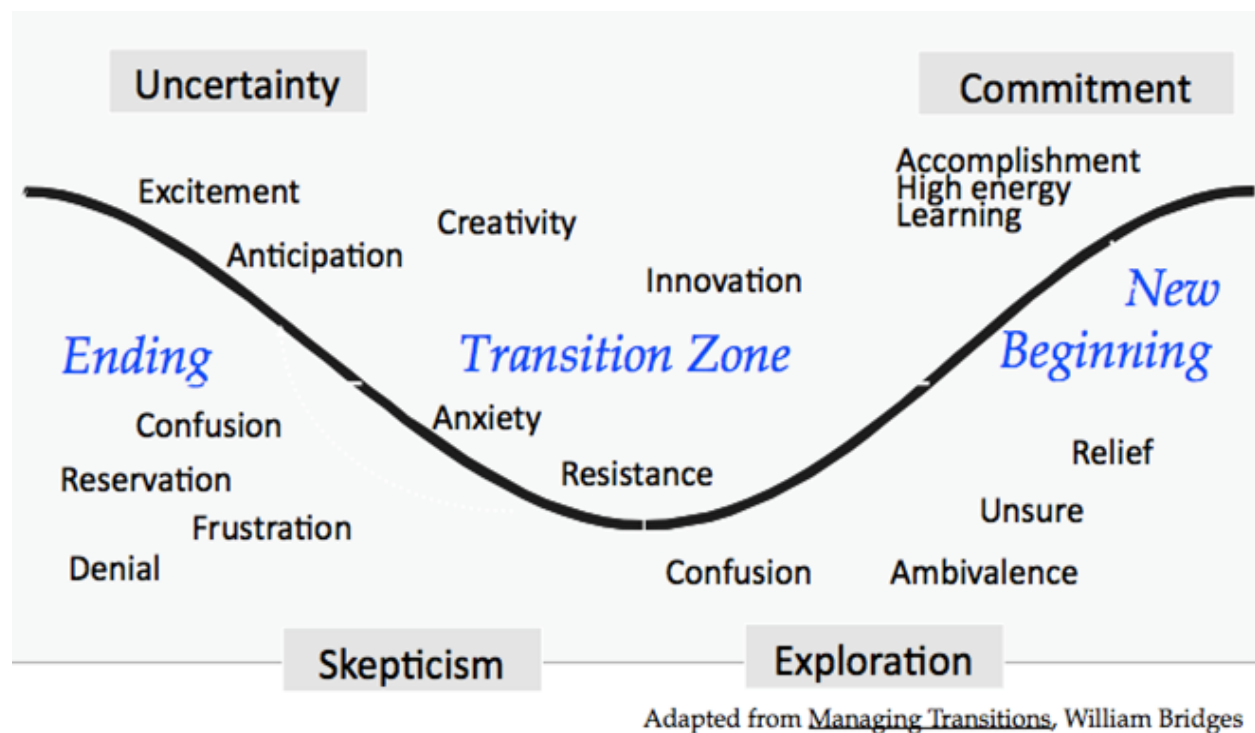 Uncertainty
Commitment
Excitement
Anticipation
Creativity
Innovation
Accomplishment
High energy
Learning
Ending
Transition Zone
New
Beginning
Confusion
Reservation
Frustration
Denial
Anxiety
Resistance
Confusion
Relief
Unsure
Ambivalence
Skepticism
Exploration
Adapted from Managing Transitions, William Bridges